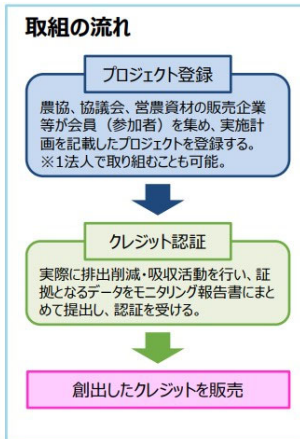 取組の流れ
プロジェクト登録
農協、協議会、営農資材の販売企業
等が会員（参加者）を集め、実施計
画を記載したプロジェクトを登録する。
※1法人で取り組むことも可能。
クレジット認証
実際に排出削減・吸収活動を行い、証
拠となるデータをモニタリング報告書にまと
めて提出し、認証を受ける。
創出したクレジットを販売